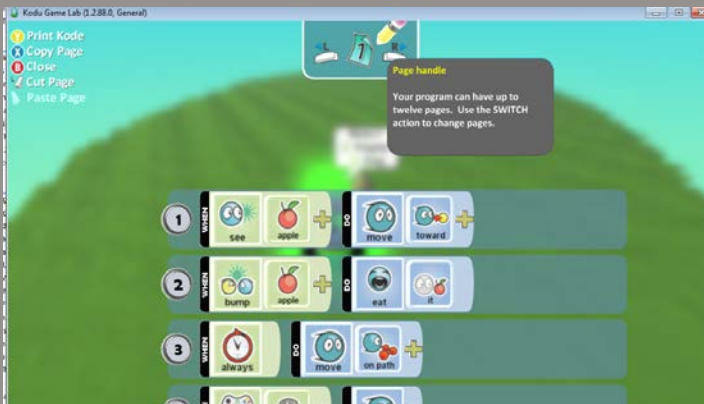 Kodu Game Lab (1.2.88.0, General)
Y Print Kode
X Copy Page
B Close
Cut Page
Paste Page
L 1 R
Page handle
Your program can have up to
twelve pages. Use the SWITCH
action to change pages.
1 WHEN see apple + DO move toward +
2 WHEN bump apple + DO eat it
3 WHEN always DO move on path +